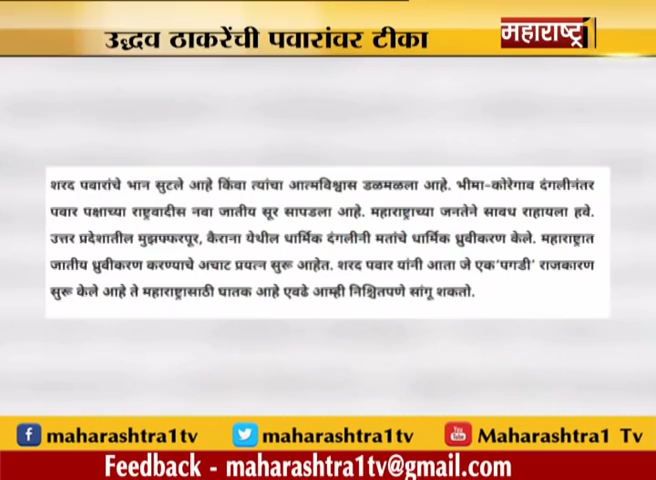 उद्धव ठाकरेंची पवारांवर टीका
महाराष्ट्र1
शरद पवारांचे भान सुटले आहे किंवा त्यांचा आत्मविश्वास डळमळला आहे. भीमा-कोरेगाव दंगलीनंतर
पवार पक्षाच्या राष्ट्रवादीस नवा जातीय सूर सापडला आहे. महाराष्ट्राच्या जनतेने सावध राहायला हवे.
उत्तर प्रदेशातील मुझफ्फरपूर, कैराना येथील धार्मिक दंगलीनी मतांचे धार्मिक ध्रुवीकरण केले. महाराष्ट्रात
जातीय ध्रुवीकरण करण्याचे अचाट प्रयत्न सुरू आहेत. शरद पवार यांनी आता जे एक‘पगडी’ राजकारण
सुरू केले आहे ते महाराष्ट्रासाठी घातक आहे एवढे आम्ही निश्चितपणे सांगू शकतो.
f maharashtra1tv maharashtra1tv You Tube Maharashtra1 Tv
Feedback - maharashtra1tv@gmail.com